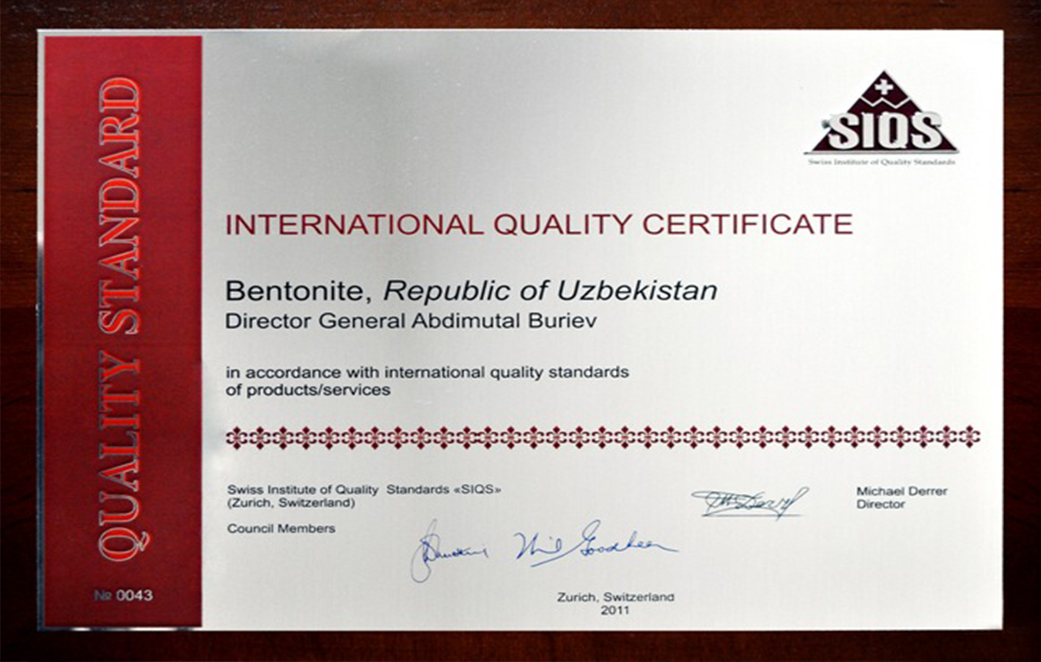 QUALITY STANDARD
№ 0043
SIQS
Swiss Institute of Quality Standards
INTERNATIONAL QUALITY CERTIFICATE
Bentonite, Republic of Uzbekistan
Director General Abdimutal Buriev
in accordance with international quality standards
of products/services
Swiss Institute of Quality Standards «SIQS»
(Zurich, Switzerland)
Council Members
Michael Derrer
Director
Zurich, Switzerland
2011